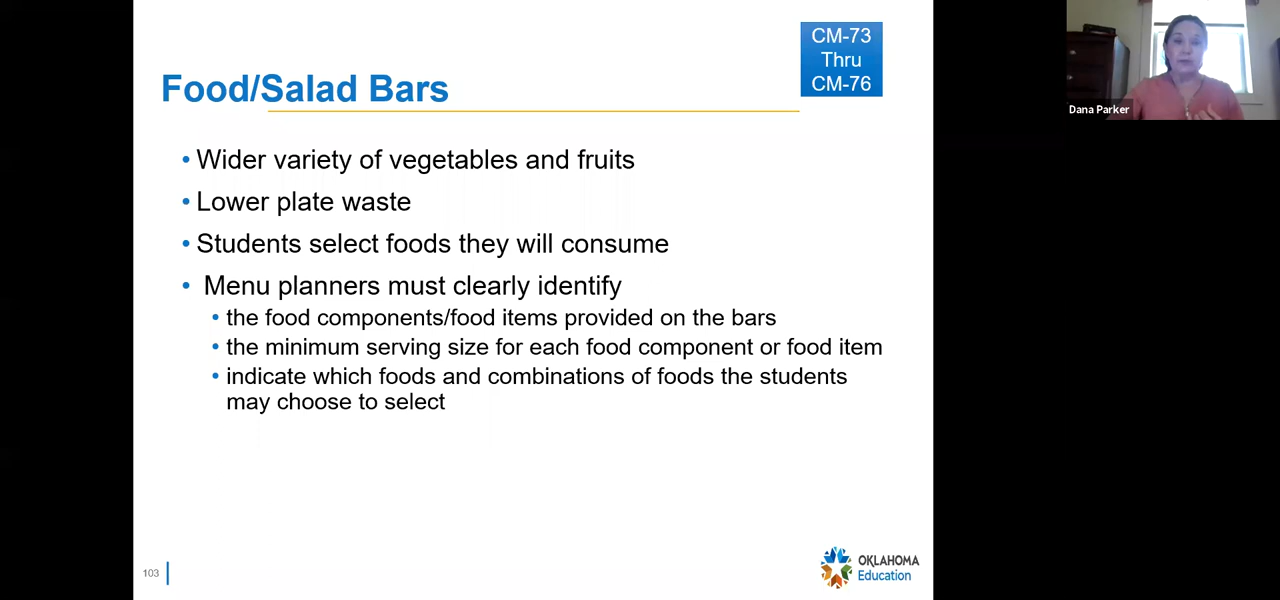 CM-73
Thru
CM-76
Food/Salad Bars
• Wider variety of vegetables and fruits
• Lower plate waste
• Students select foods they will consume
• Menu planners must clearly identify
• the food components/food items provided on the bars
• the minimum serving size for each food component or food item
• indicate which foods and combinations of foods the students
may choose to select
103
OKLAHOMA
Education
Dana Parker